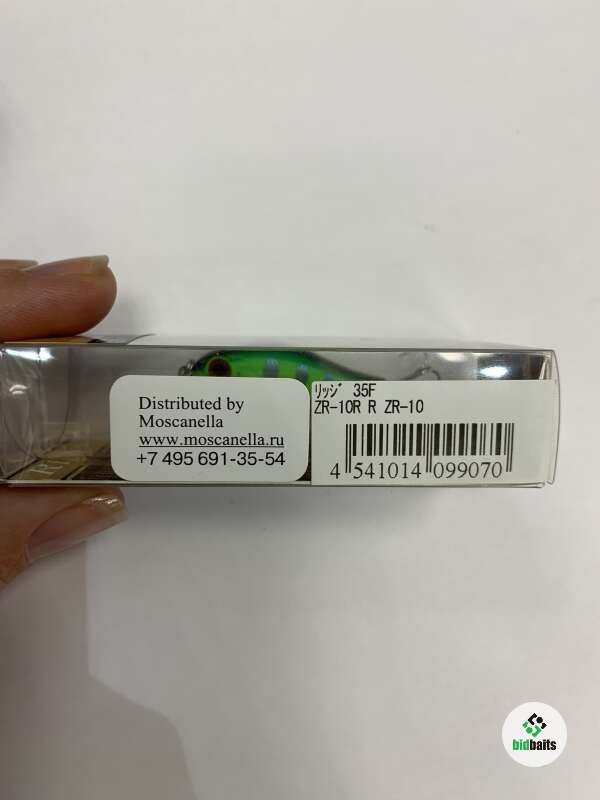 Distributed by
Moscanella
www.moscanella.ru
+7 495 691-35-54
ﾘｯｼﾞ 35F
ZR-10R R ZR-10
4 541014 099070
bidbaits